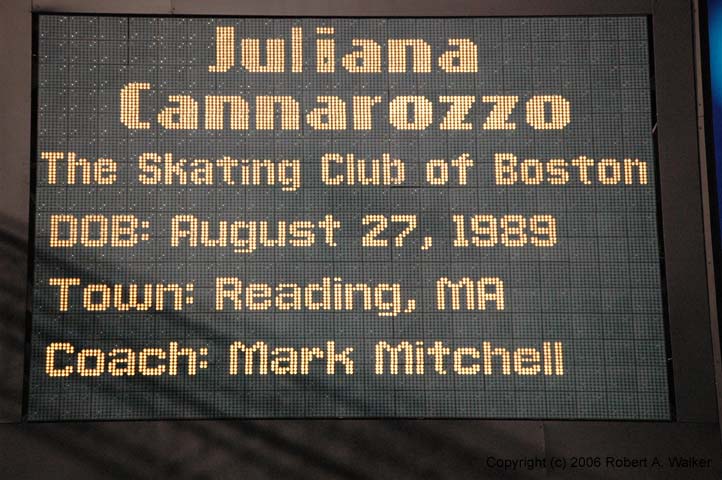 Juliana
Cannarozzo
The Skating Club of Boston
DOB: August 27, 1989
Town: Reading, MA
Coach: Mark Mitchell
Copyright (c) 2006 Robert A. Walker